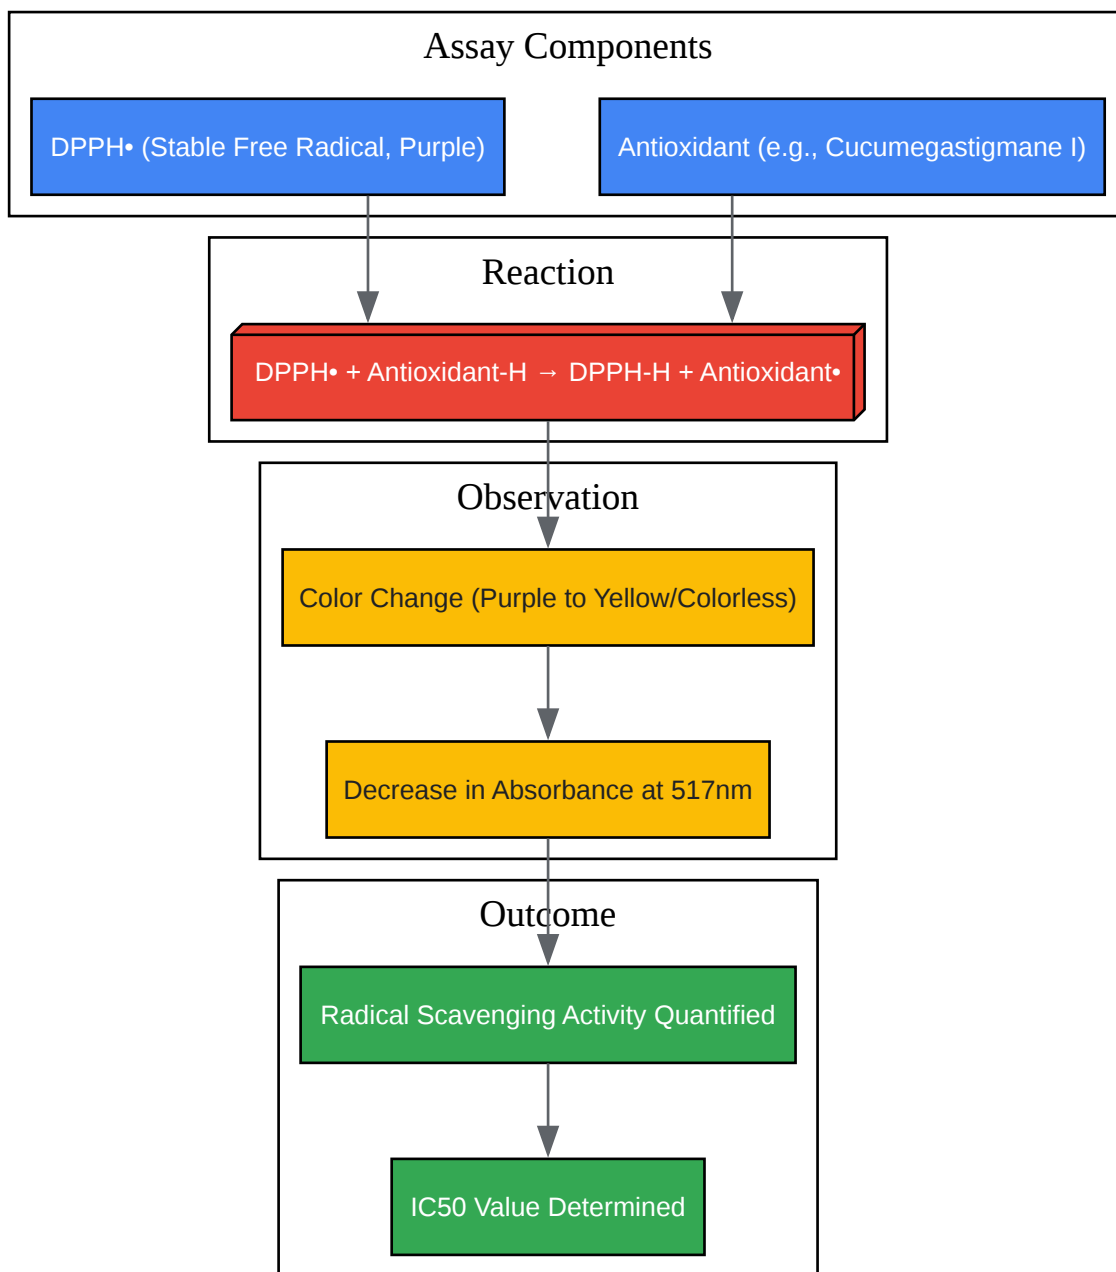 Assay Components
DPPH• (Stable Free Radical, Purple)
Antioxidant (e.g., Cucumegastigmane I)
Reaction
DPPH• + Antioxidant-H → DPPH-H + Antioxidant•
Observation
Color Change (Purple to Yellow/Colorless)
Decrease in Absorbance at 517nm
Outcome
Radical Scavenging Activity Quantified
IC50 Value Determined